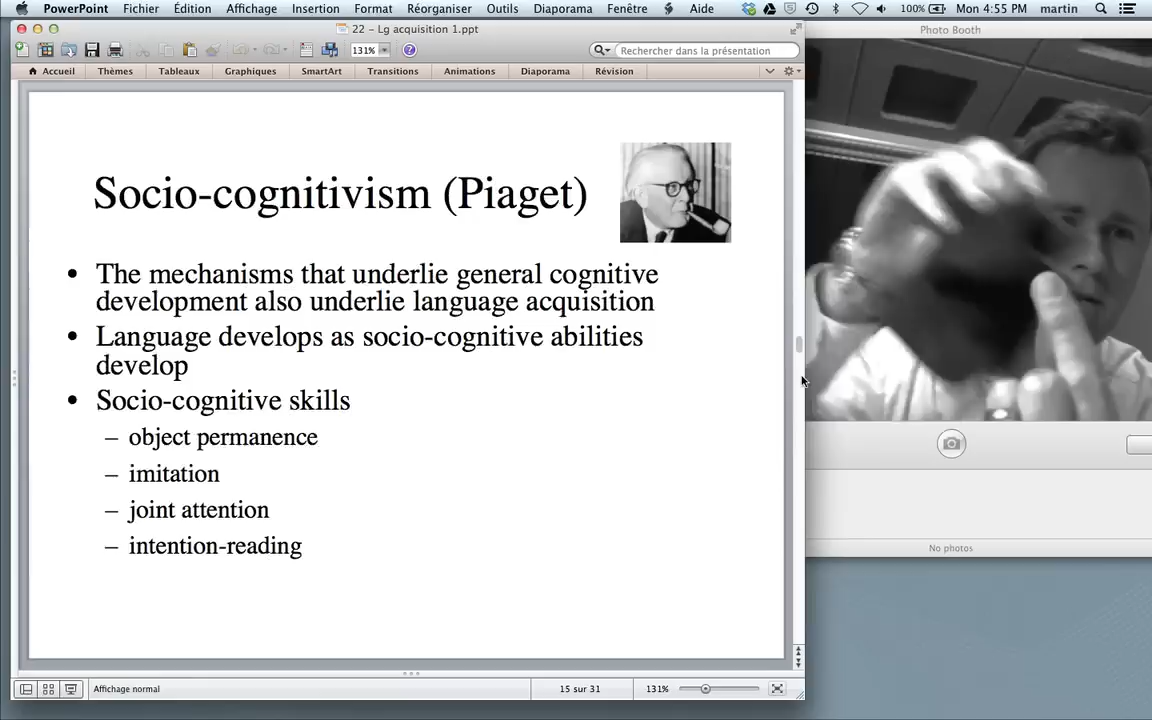 PowerPoint Fichier Édition Affichage Insertion Format Réorganiser Outils Diaporama Fenêtre Aide 100% Mon 4:55 PM martin
22 – Lg acquisition 1.ppt
Photo Booth
131% Rechercher dans la présentation
Accueil Thèmes Tableaux Graphiques SmartArt Transitions Animations Diaporama Révision
Socio-cognitivism (Piaget)
• The mechanisms that underlie general cognitive
development also underlie language acquisition
• Language develops as socio-cognitive abilities
develop
• Socio-cognitive skills
– object permanence
– imitation
– joint attention
– intention-reading
No photos
Affichage normal 15 sur 31 131%